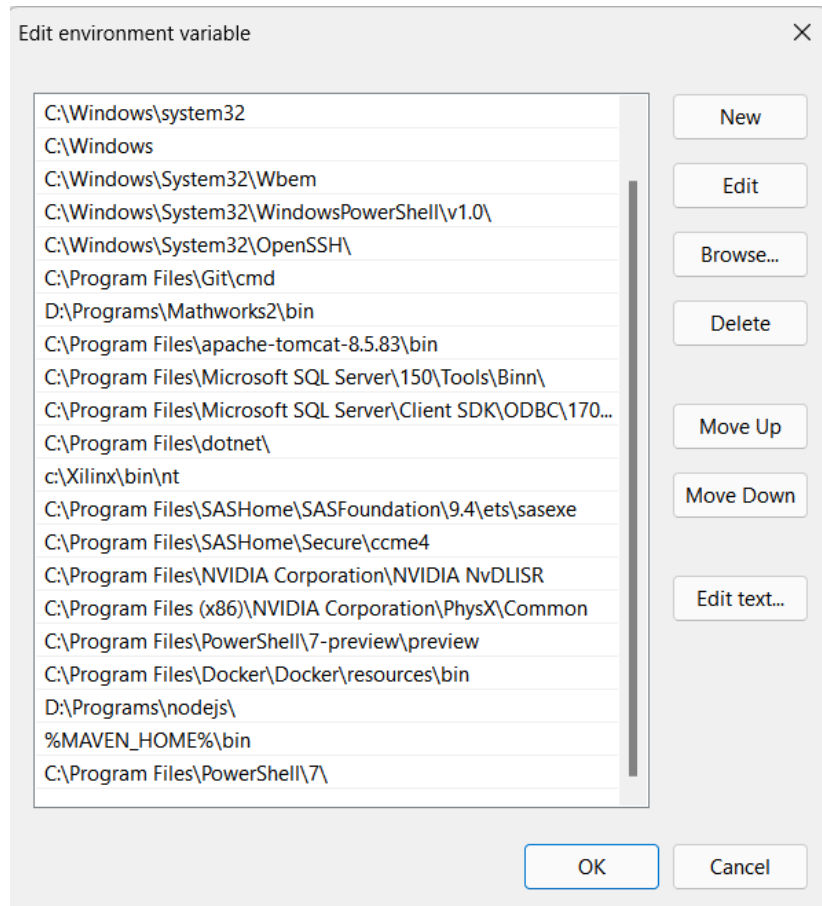 Edit environment variable
C:\Windows\system32
New
C:\Windows
C:\Windows\System32\Wbem
Edit
C:\Windows\System32\WindowsPowerShell\v1.0\
C:\Windows\System32\OpenSSH\
Browse...
C:\Program Files\Git\cmd
D:\Programs\Mathworks2\bin
Delete
C:\Program Files\apache-tomcat-8.5.83\bin
C:\Program Files\Microsoft SQL Server\150\Tools\Binn\
C:\Program Files\Microsoft SQL Server\Client SDK\ODBC\170...
Move Up
C:\Program Files\dotnet\
c:\Xilinx\bin\nt
Move Down
C:\Program Files\SASHome\SASFoundation\9.4\ets\sasexe
C:\Program Files\SASHome\Secure\ccme4
C:\Program Files\NVIDIA Corporation\NVIDIA NvDLISR
Edit text...
C:\Program Files (x86)\NVIDIA Corporation\PhysX\Common
C:\Program Files\PowerShell\7-preview\preview
C:\Program Files\Docker\Docker\resources\bin
D:\Programs\nodejs\
%MAVEN_HOME%\bin
C:\Program Files\PowerShell\7\
OK
Cancel